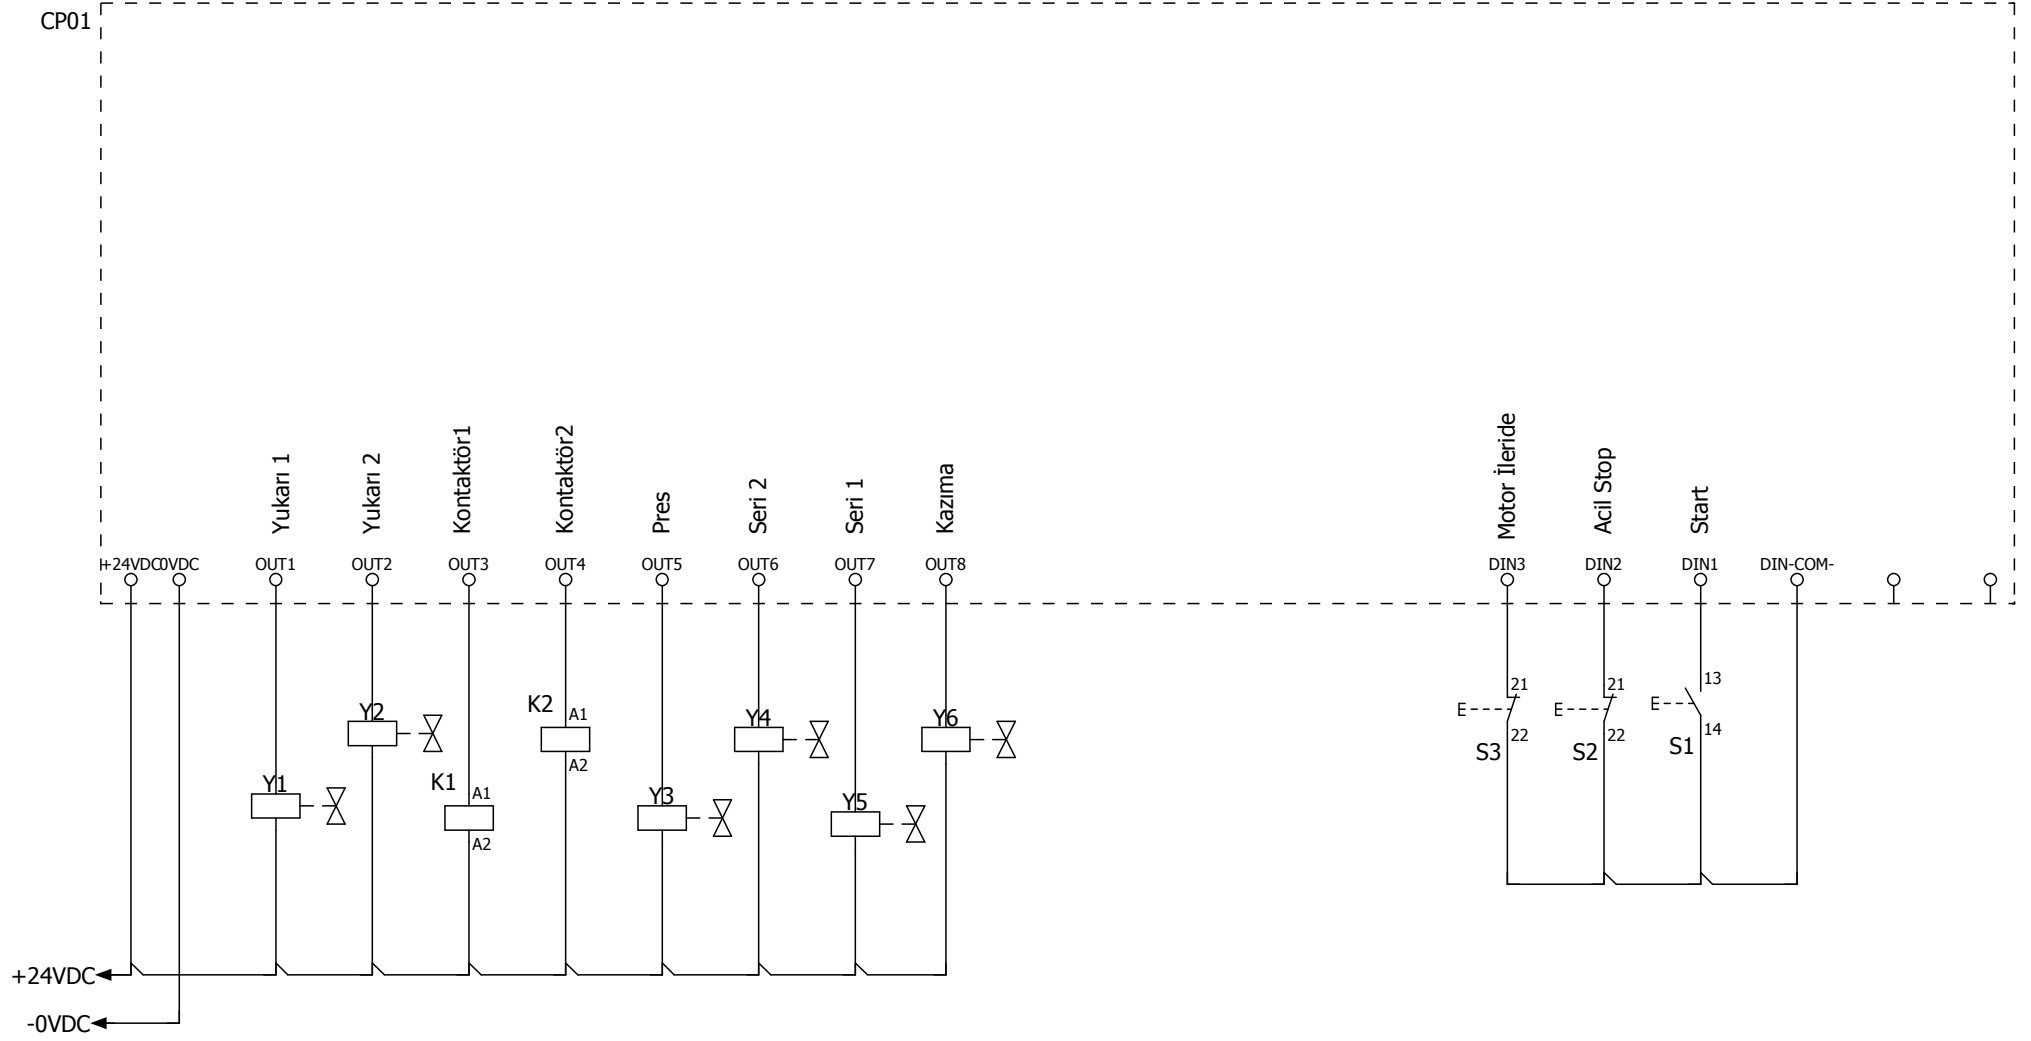 CP01
Yukarı 1
Yukarı 2
Kontaktör1
Kontaktör2
Pres
Seri 2
Seri 1
Kazıma
Motor İleride
Acil Stop
Start
+24VDC
0VDC
OUT1
OUT2
OUT3
OUT4
OUT5
OUT6
OUT7
OUT8
DIN3
DIN2
DIN1
DIN-COM-
Y1
Y2
K1
A1
A2
K2
A1
A2
Y3
Y4
Y5
Y6
21
22
S3
21
22
S2
13
14
S1
+24VDC
-0VDC